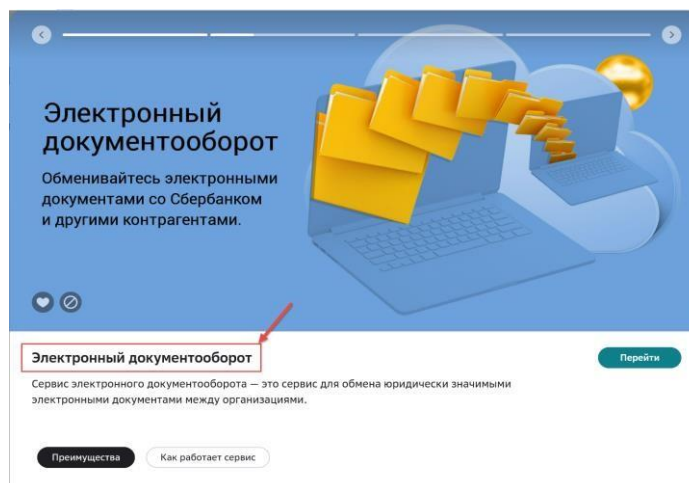 Электронный
документооборот
Обменивайтесь электронными
документами со Сбербанком
и другими контрагентами.
Электронный документооборот
Перейти
Сервис электронного документооборота — это сервис для обмена юридически значимыми
электронными документами между организациями.
Преимущества
Как работает сервис